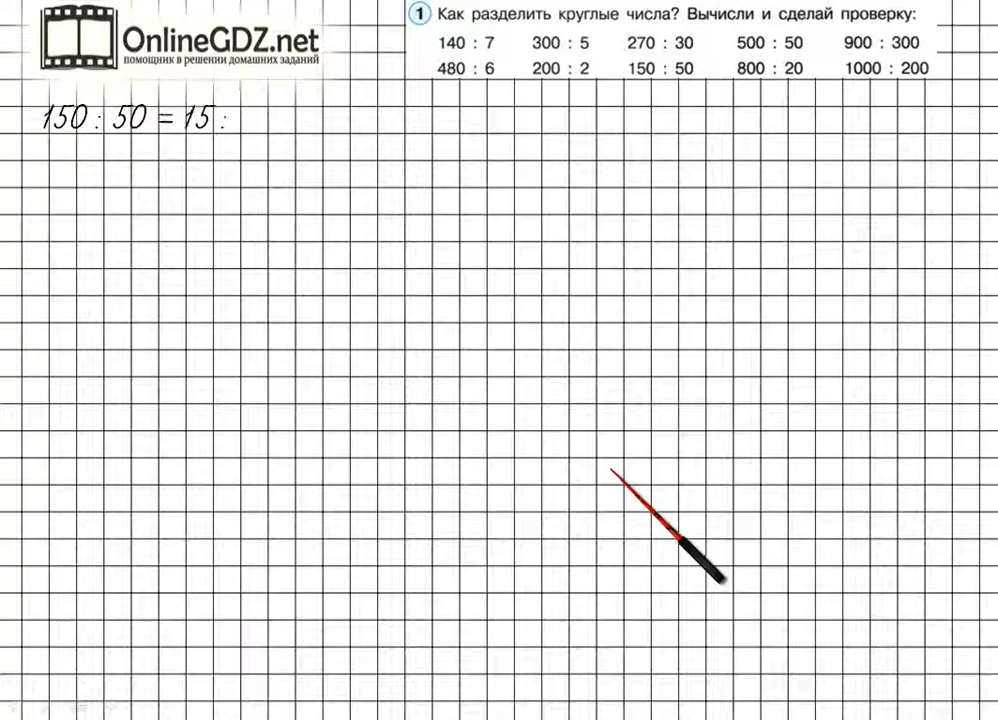 OnlineGDZ.net
помощник в решении домашних заданий
1 Как разделить круглые числа? Вычисли и сделай проверку:
140 : 7 300 : 5 270 : 30 500 : 50 900 : 300
480 : 6 200 : 2 150 : 50 800 : 20 1000 : 200
150 : 50 = 15 :